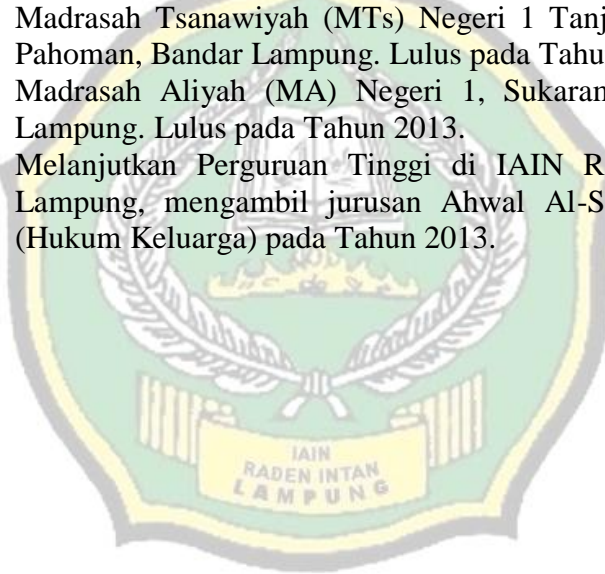 Madrasah Tsanawiyah (MTs) Negeri 1 Tanj
Pahoman, Bandar Lampung. Lulus pada Tahu
Madrasah Aliyah (MA) Negeri 1, Sukaram
Lampung. Lulus pada Tahun 2013.
Melanjutkan Perguruan Tinggi di IAIN R
Lampung, mengambil jurusan Ahwal Al-S
(Hukum Keluarga) pada Tahun 2013.
IAIN
RADEN INTAN
LAMPUNG